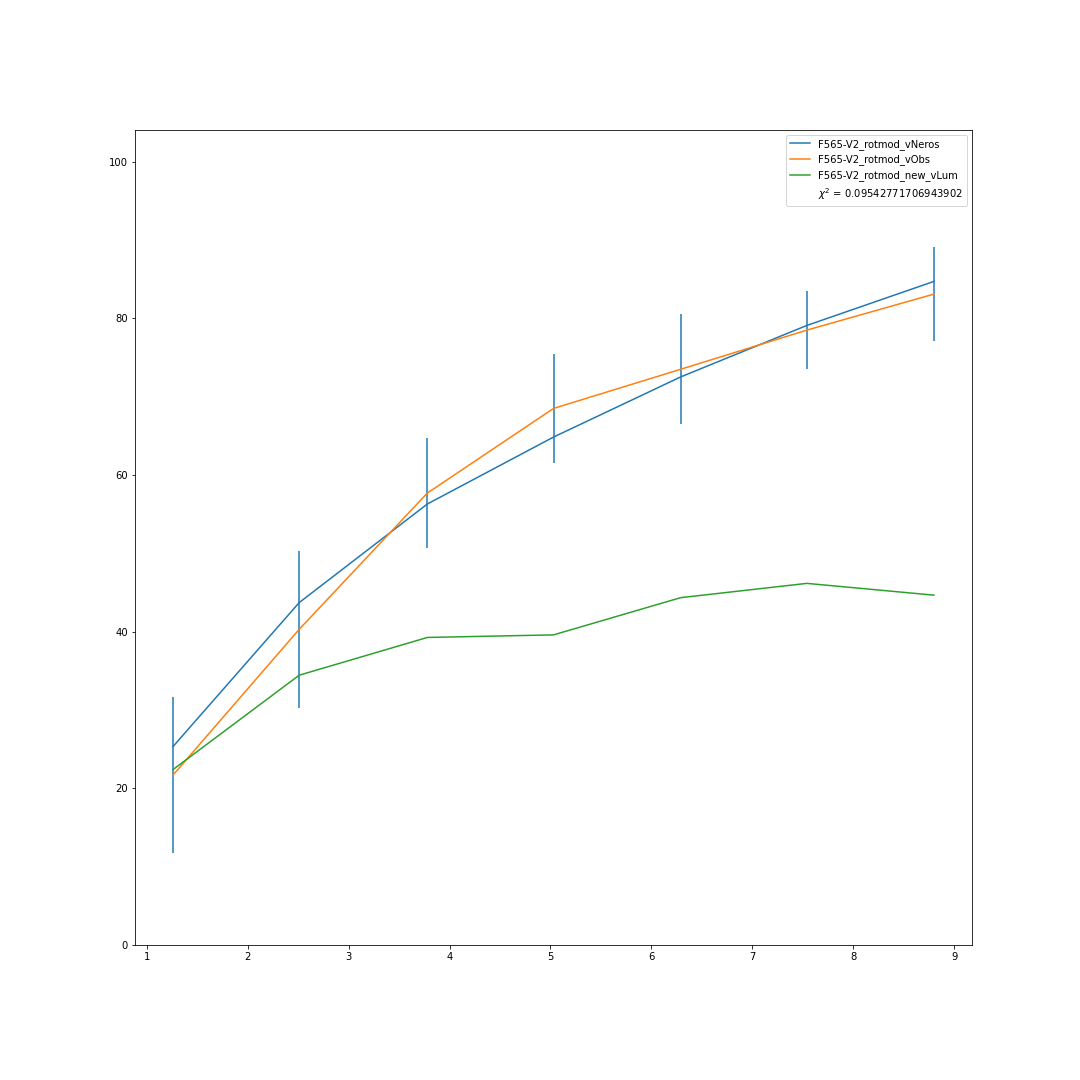 F565-V2_rotmod_vNeros
F565-V2_rotmod_vObs
F565-V2_rotmod_new_vLum
χ² = 0.09542771706943902
100
80
60
40
20
0
1 2 3 4 5 6 7 8 9